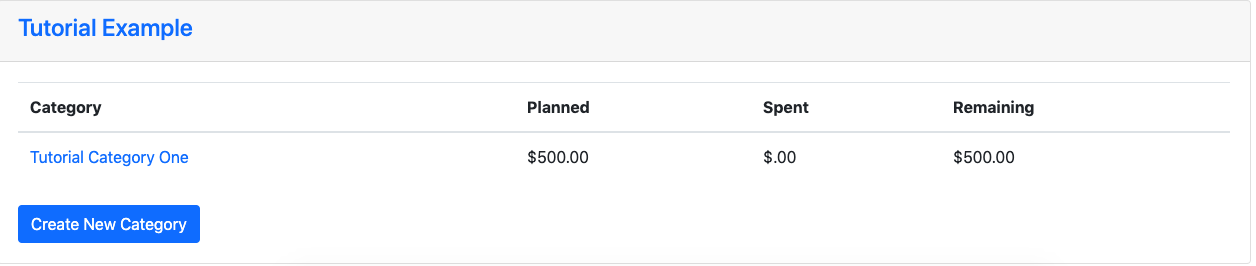 Tutorial Example
Category Planned Spent Remaining
Tutorial Category One $500.00 $.00 $500.00
Create New Category